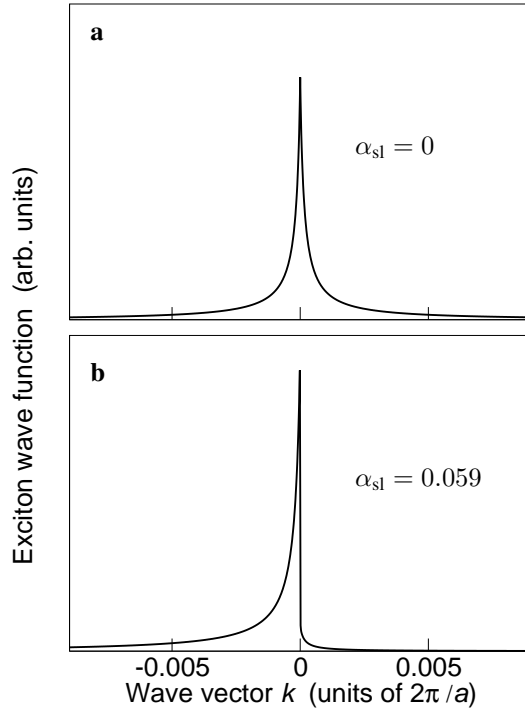 a
α_sl = 0
Exciton wave function (arb. units)
b
α_sl = 0.059
-0.005 0 0.005
Wave vector k (units of 2π/a)